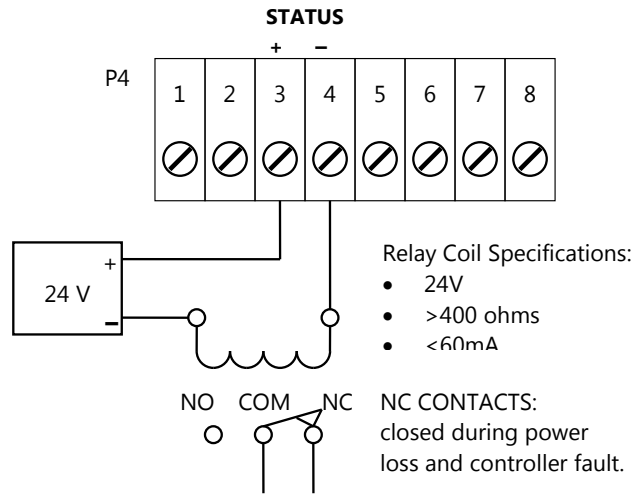 STATUS
+ –
P4
1 2 3 4 5 6 7 8
+
24 V
–
Relay Coil Specifications:
• 24V
• >400 ohms
• <60mA
NO COM NC
NC CONTACTS:
closed during power
loss and controller fault.